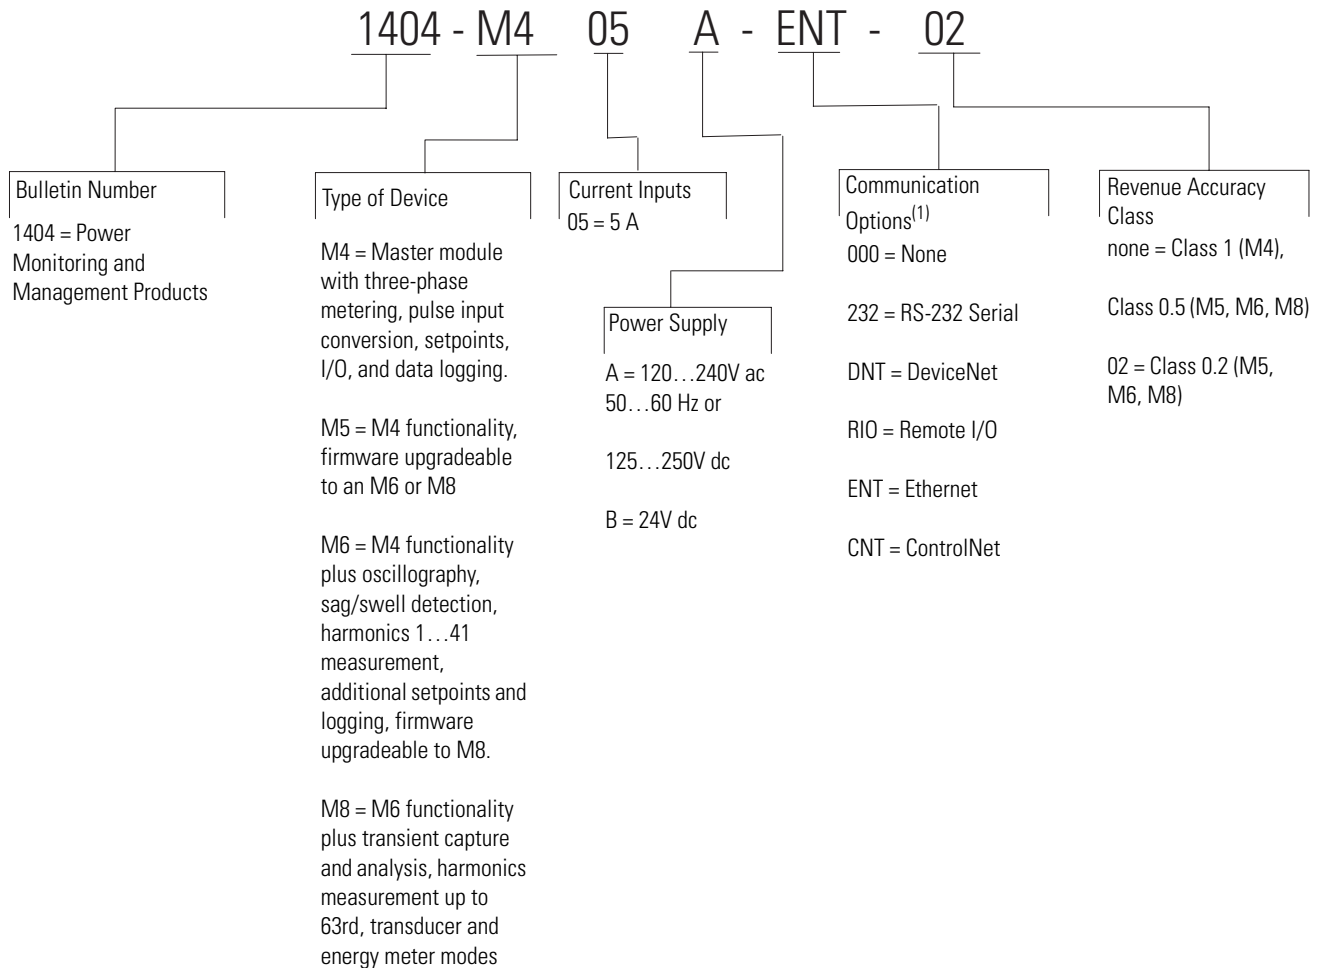 1404 - M4 05 A - ENT - 02
Bulletin Number
1404 = Power
Monitoring and
Management Products
Type of Device
M4 = Master module
with three-phase
metering, pulse input
conversion, setpoints,
I/O, and data logging.
M5 = M4 functionality,
firmware upgradeable
to an M6 or M8
M6 = M4 functionality
plus oscillography,
sag/swell detection,
harmonics 1…41
measurement,
additional setpoints and
logging, firmware
upgradeable to M8.
M8 = M6 functionality
plus transient capture
and analysis, harmonics
measurement up to
63rd, transducer and
energy meter modes
Current Inputs
05 = 5 A
Power Supply
A = 120…240V ac
50…60 Hz or
125…250V dc
B = 24V dc
Communication
Options(1)
000 = None
232 = RS-232 Serial
DNT = DeviceNet
RIO = Remote I/O
ENT = Ethernet
CNT = ControlNet
Revenue Accuracy
Class
none = Class 1 (M4),
Class 0.5 (M5, M6, M8)
02 = Class 0.2 (M5,
M6, M8)